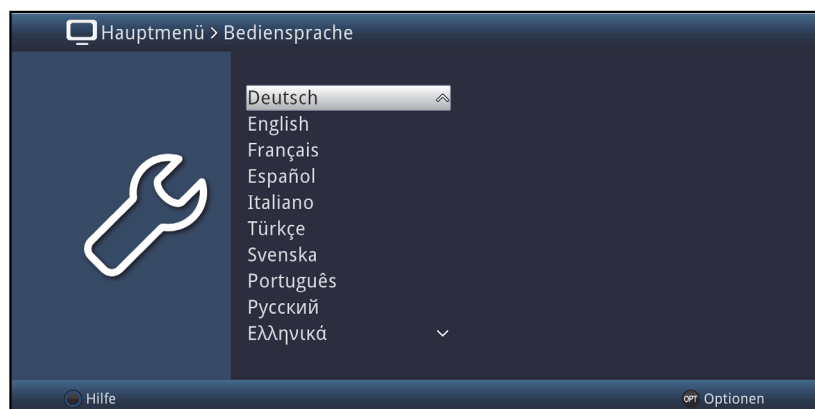 Hauptmenü > Bediensprache
Deutsch
English
Français
Español
Italiano
Türkçe
Svenska
Português
Русский
Ελληνικά
Hilfe
OPT Optionen